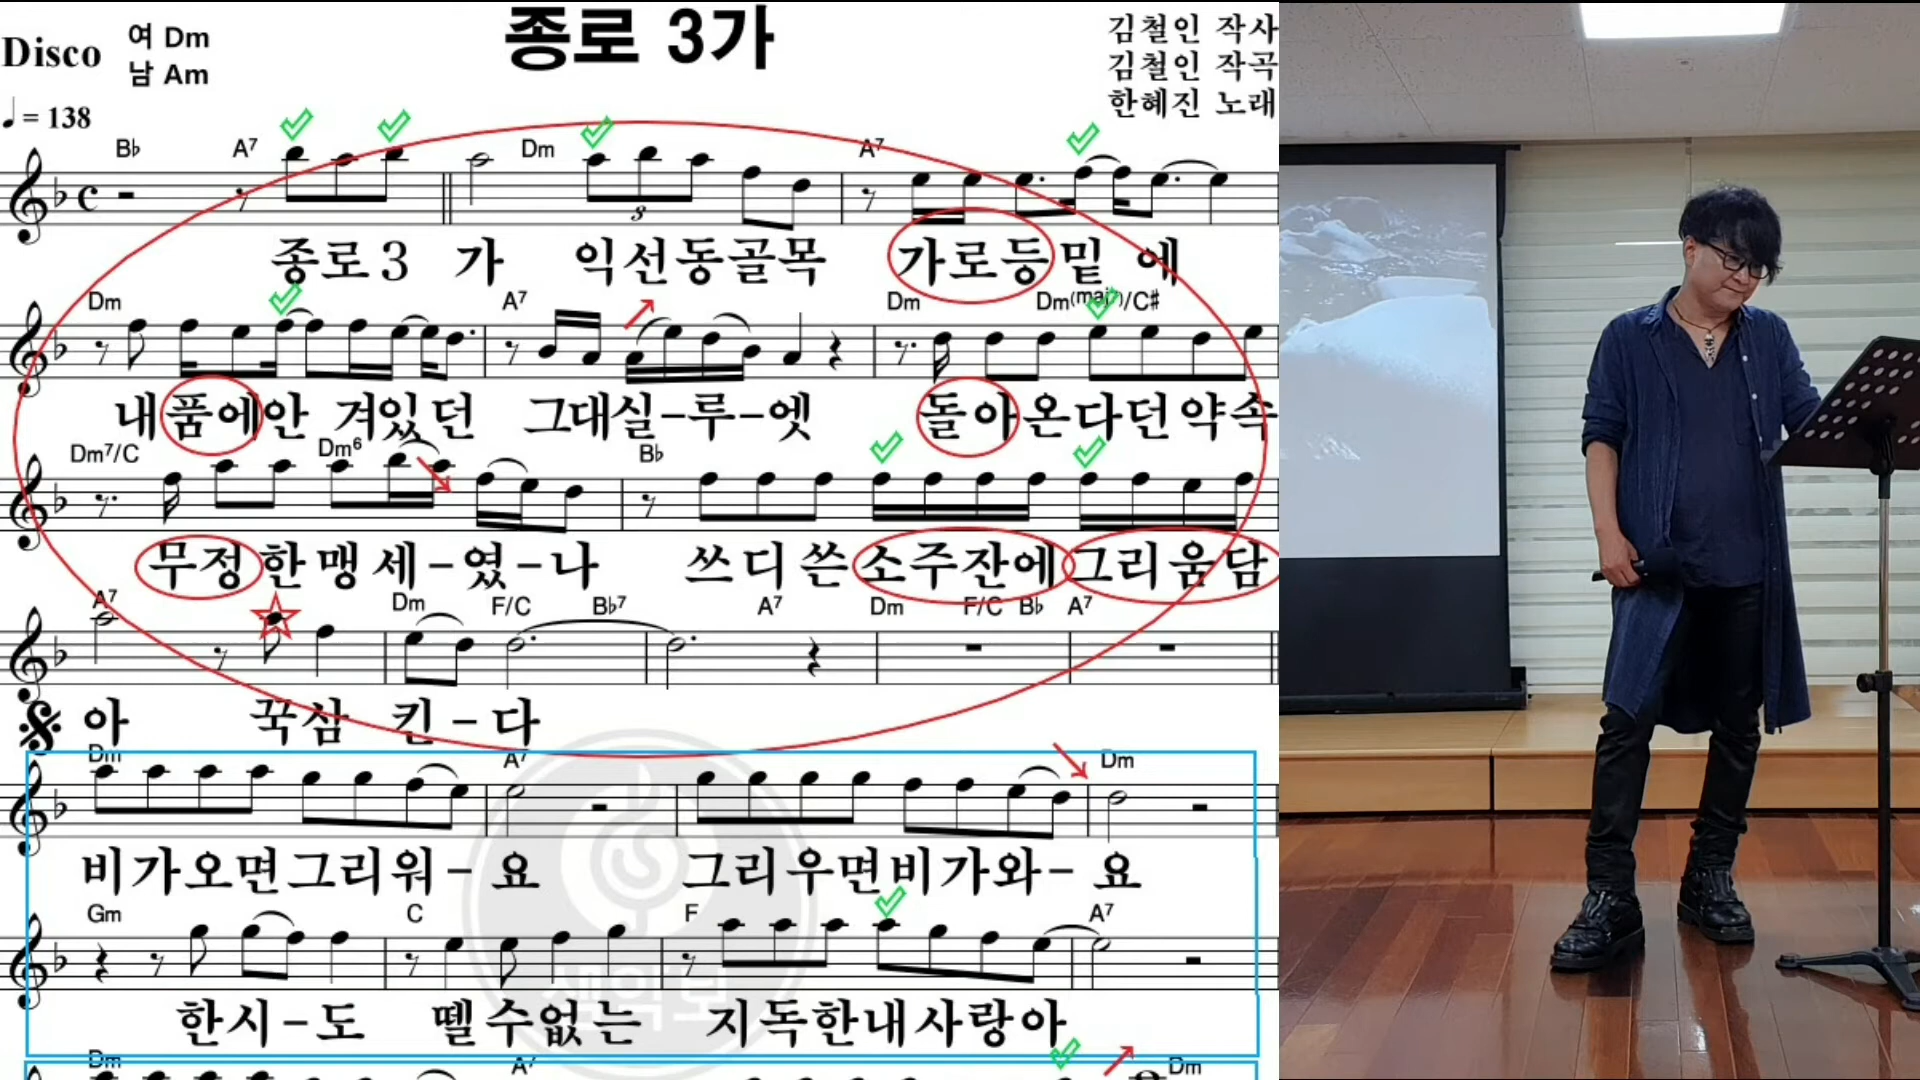 종로 3가
Disco
여 Dm
남 Am
김철인 작사
김철인 작곡
한혜진 노래
♩= 138
B♭ A7 Dm A7
3
종로3 가 익선동골목 가로등 밑 에
Dm A7 Dm Dm(maj7)/C#
내품에안 겨있던 그대실-루-엣 돌아온다던약속
Dm7/C Dm6 B♭
무정한맹세-였-나 쓰디쓴소주잔에그리움담
A7 Dm F/C B♭7 A7 Dm F/C B♭ A7
아 꾹삼 킨-다
Dm A7 Dm
비가오면그리워-요 그리우면비가와-요
Gm C F A7
한시-도 뗄수없는 지독한내사랑아
Dm A7 Dm